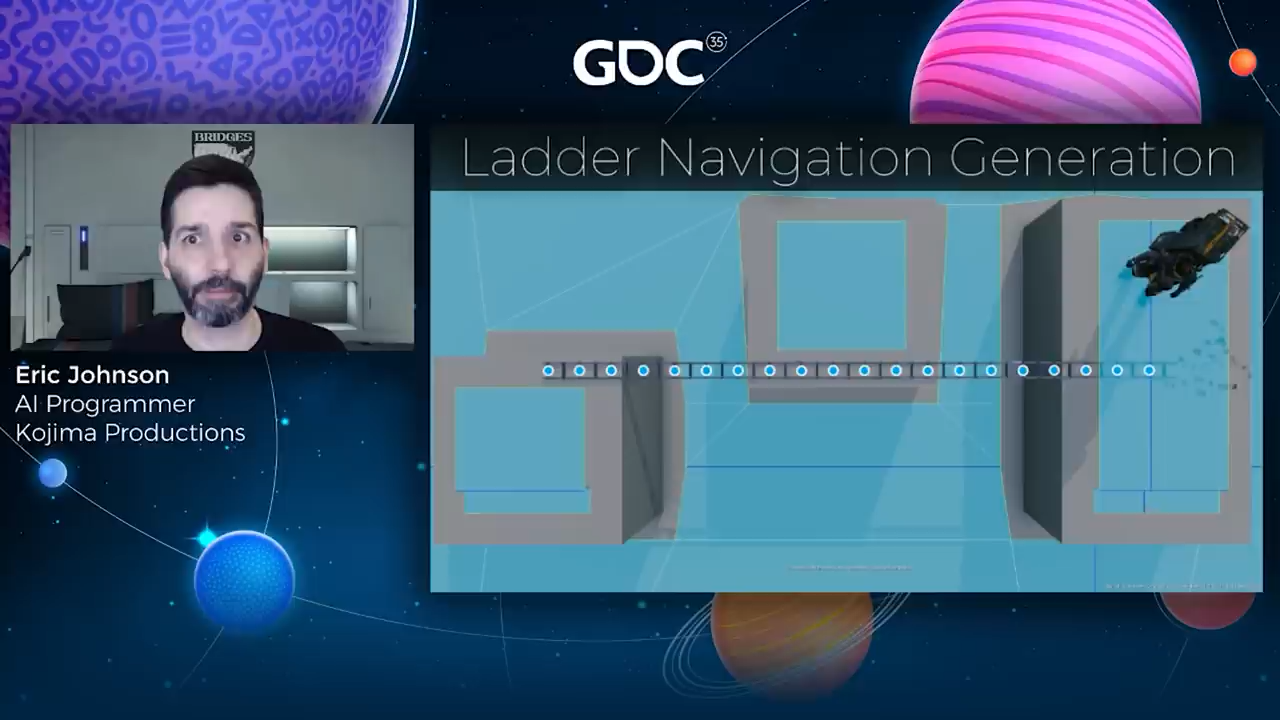 GDC 35
BRIDGES
Ladder Navigation Generation
Eric Johnson
AI Programmer
Kojima Productions